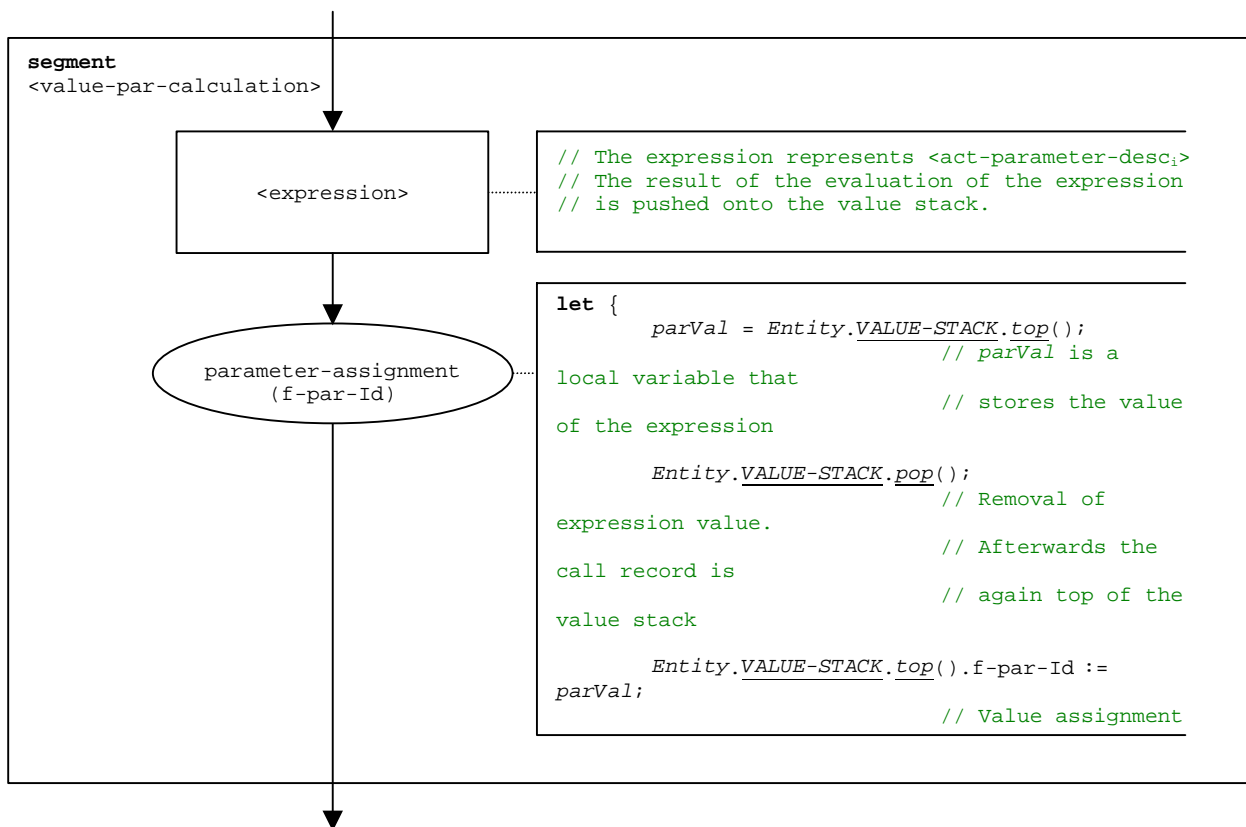 segment
<value-par-calculation>
<expression>
// The expression represents <act-parameter-descᵢ>
// The result of the evaluation of the expression
// is pushed onto the value stack.
parameter-assignment
(f-par-Id)
let {
parVal = Entity.VALUE-STACK.top();
// parVal is a
local variable that
// stores the value
of the expression
Entity.VALUE-STACK.pop();
// Removal of
expression value.
// Afterwards the
call record is
// again top of the
value stack
Entity.VALUE-STACK.top().f-par-Id :=
parVal;
// Value assignment